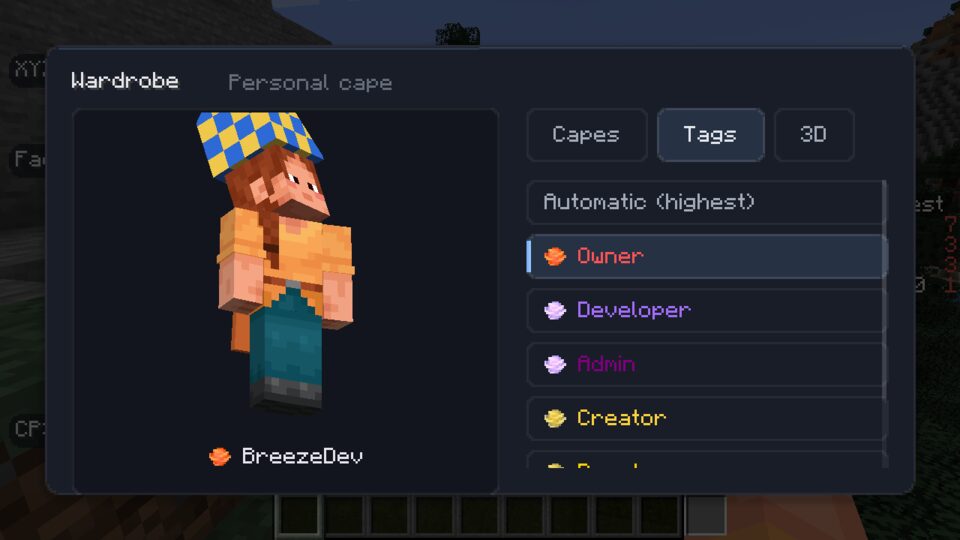 Wardrobe Personal cape
Capes Tags 3D
Automatic (highest)
Owner
Developer
Admin
Creator
BreezeDev